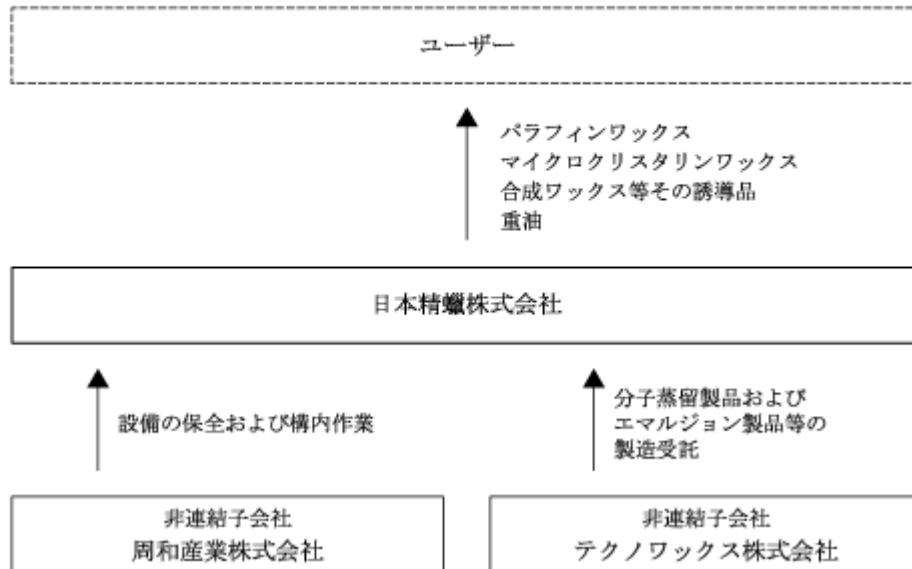 ユーザー
パラフィンワックス
マイクロクリスタリンワックス
合成ワックス等その誘導品
重油
日本精蠟株式会社
設備の保全および構内作業
分子蒸留製品および
エマルジョン製品等の
製造受託
非連結子会社
周和産業株式会社
非連結子会社
テクノワックス株式会社